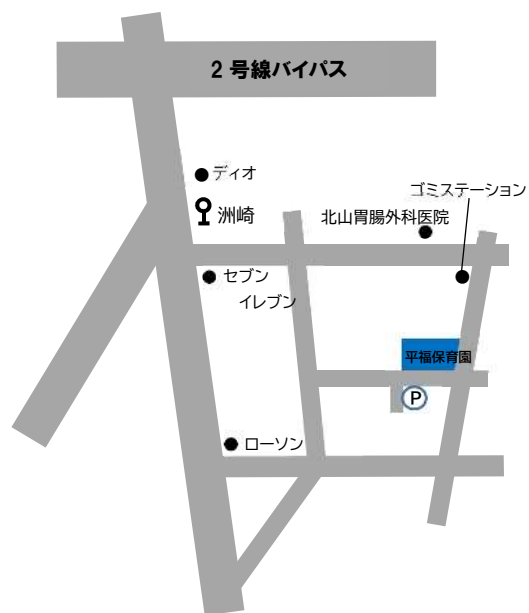 2 号線バイパス
ディオ
ゴミステーション
洲崎
北山胃腸外科医院
セブン
イレブン
平福保育園
P
ローソン